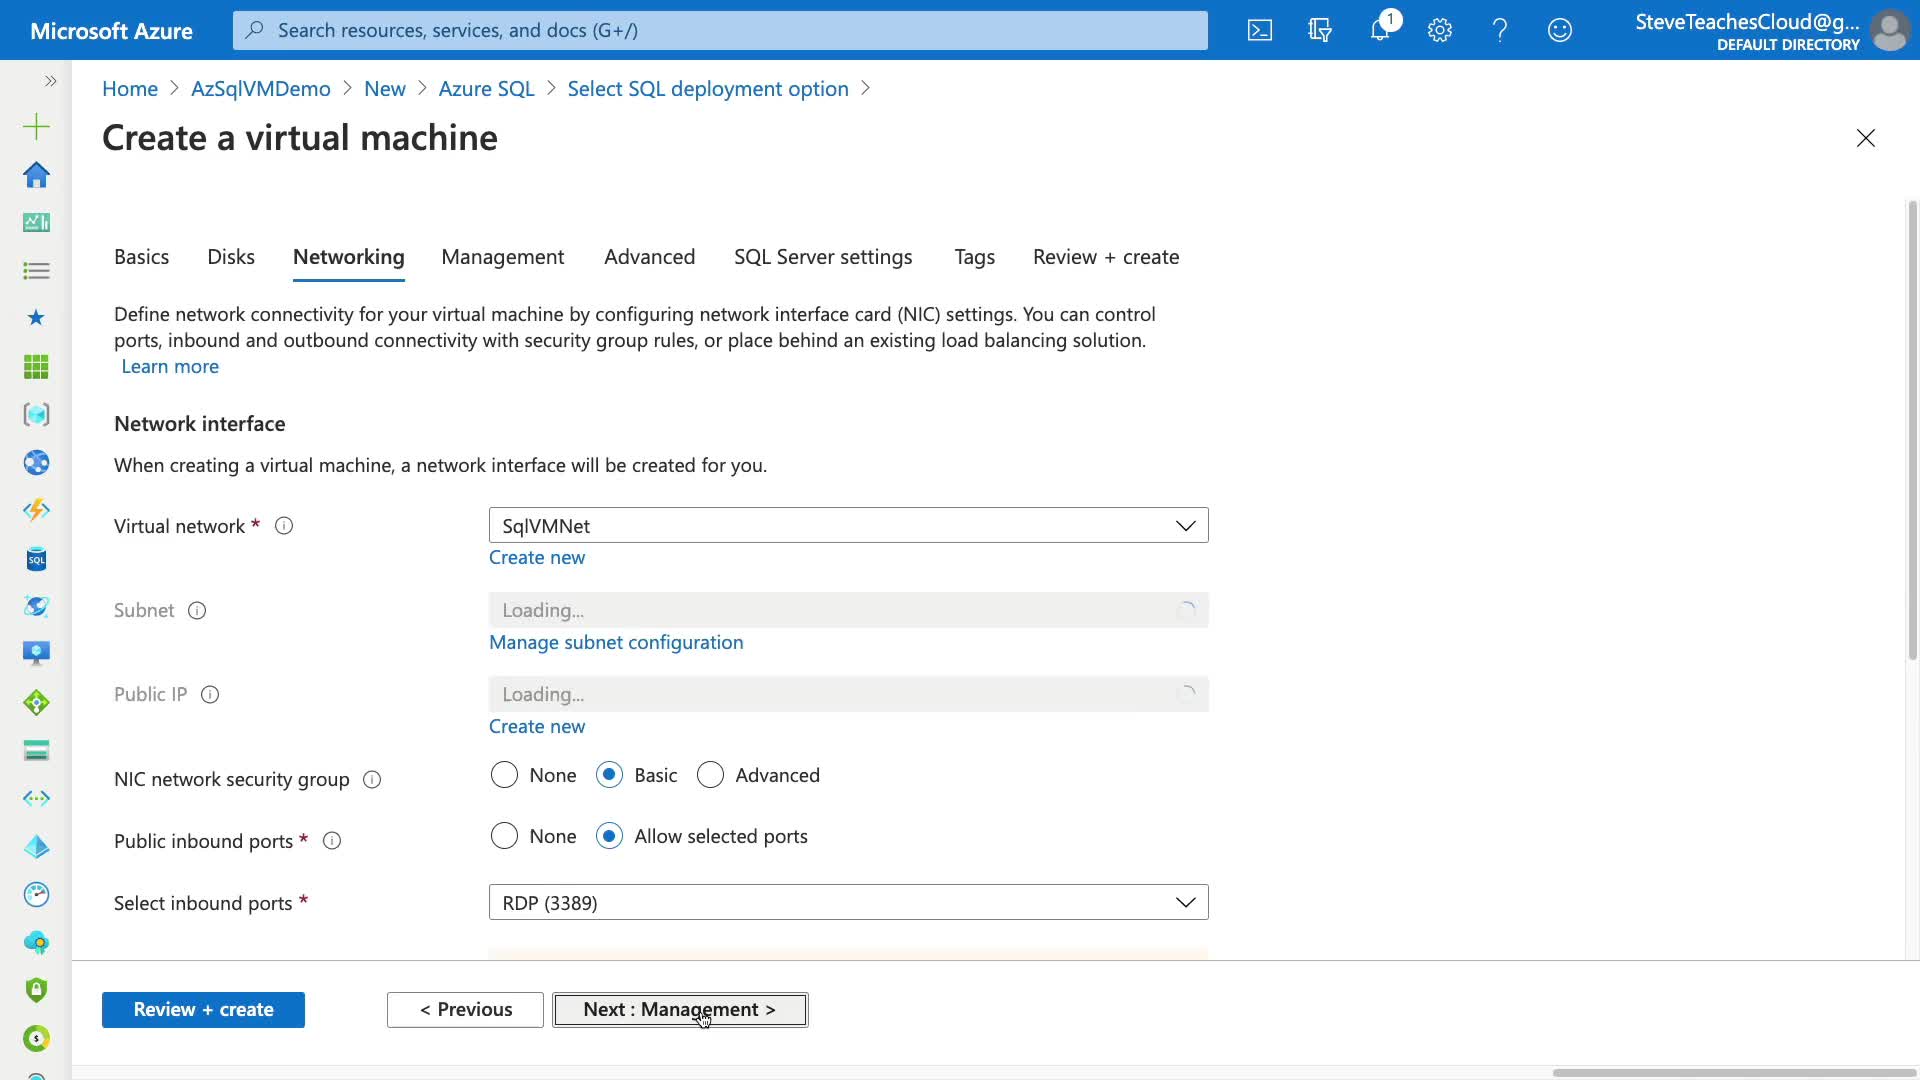 Microsoft Azure
Search resources, services, and docs (G+/)
1
SteveTeachesCloud@g...
DEFAULT DIRECTORY
Home > AzSqlVMDemo > New > Azure SQL > Select SQL deployment option >
Create a virtual machine
Basics Disks Networking Management Advanced SQL Server settings Tags Review + create
Define network connectivity for your virtual machine by configuring network interface card (NIC) settings. You can control
ports, inbound and outbound connectivity with security group rules, or place behind an existing load balancing solution.
Learn more
Network interface
When creating a virtual machine, a network interface will be created for you.
Virtual network * SqlVMNet
Create new
Subnet Loading...
Manage subnet configuration
Public IP Loading...
Create new
NIC network security group None Basic Advanced
Public inbound ports * None Allow selected ports
Select inbound ports * RDP (3389)
Review + create < Previous Next : Management >
SQL